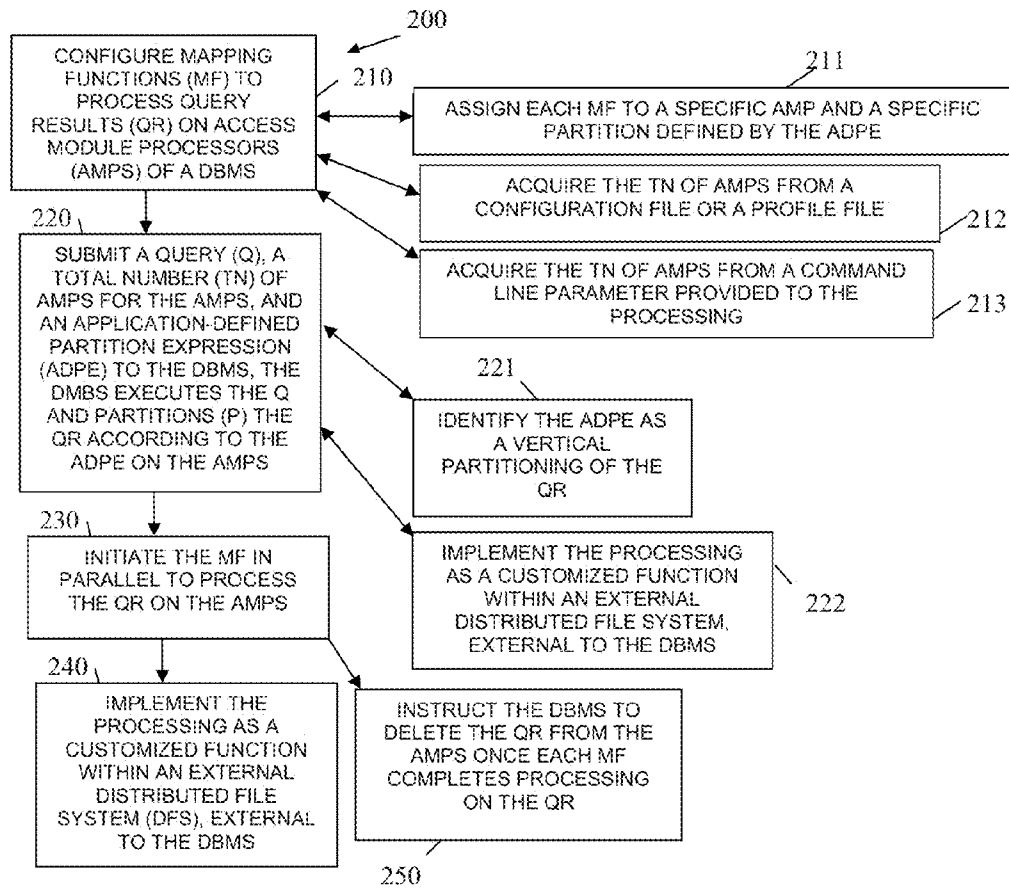 200
CONFIGURE MAPPING
FUNCTIONS (MF) TO
PROCESS QUERY
RESULTS (QR) ON ACCESS
MODULE PROCESSORS
(AMPS) OF A DBMS
210
211
ASSIGN EACH MF TO A SPECIFIC AMP AND A SPECIFIC
PARTITION DEFINED BY THE ADPE
ACQUIRE THE TN OF AMPS FROM A
CONFIGURATION FILE OR A PROFILE FILE
212
ACQUIRE THE TN OF AMPS FROM A COMMAND
LINE PARAMETER PROVIDED TO THE
PROCESSING
213
220
SUBMIT A QUERY (Q), A
TOTAL NUMBER (TN) OF
AMPS FOR THE AMPS, AND
AN APPLICATION-DEFINED
PARTITION EXPRESSION
(ADPE) TO THE DBMS, THE
DMBS EXECUTES THE Q
AND PARTITIONS (P) THE
QR ACCORDING TO THE
ADPE ON THE AMPS
221
IDENTIFY THE ADPE AS
A VERTICAL
PARTITIONING OF THE
QR
IMPLEMENT THE PROCESSING
AS A CUSTOMIZED FUNCTION
WITHIN AN EXTERNAL
DISTRIBUTED FILE SYSTEM,
EXTERNAL TO THE DBMS
222
230
INITIATE THE MF IN
PARALLEL TO PROCESS
THE QR ON THE AMPS
240
IMPLEMENT THE
PROCESSING AS A
CUSTOMIZED FUNCTION
WITHIN AN EXTERNAL
DISTRIBUTED FILE
SYSTEM (DFS), EXTERNAL
TO THE DBMS
INSTRUCT THE DBMS TO
DELETE THE QR FROM THE
AMPS ONCE EACH MF
COMPLETES PROCESSING
ON THE QR
250